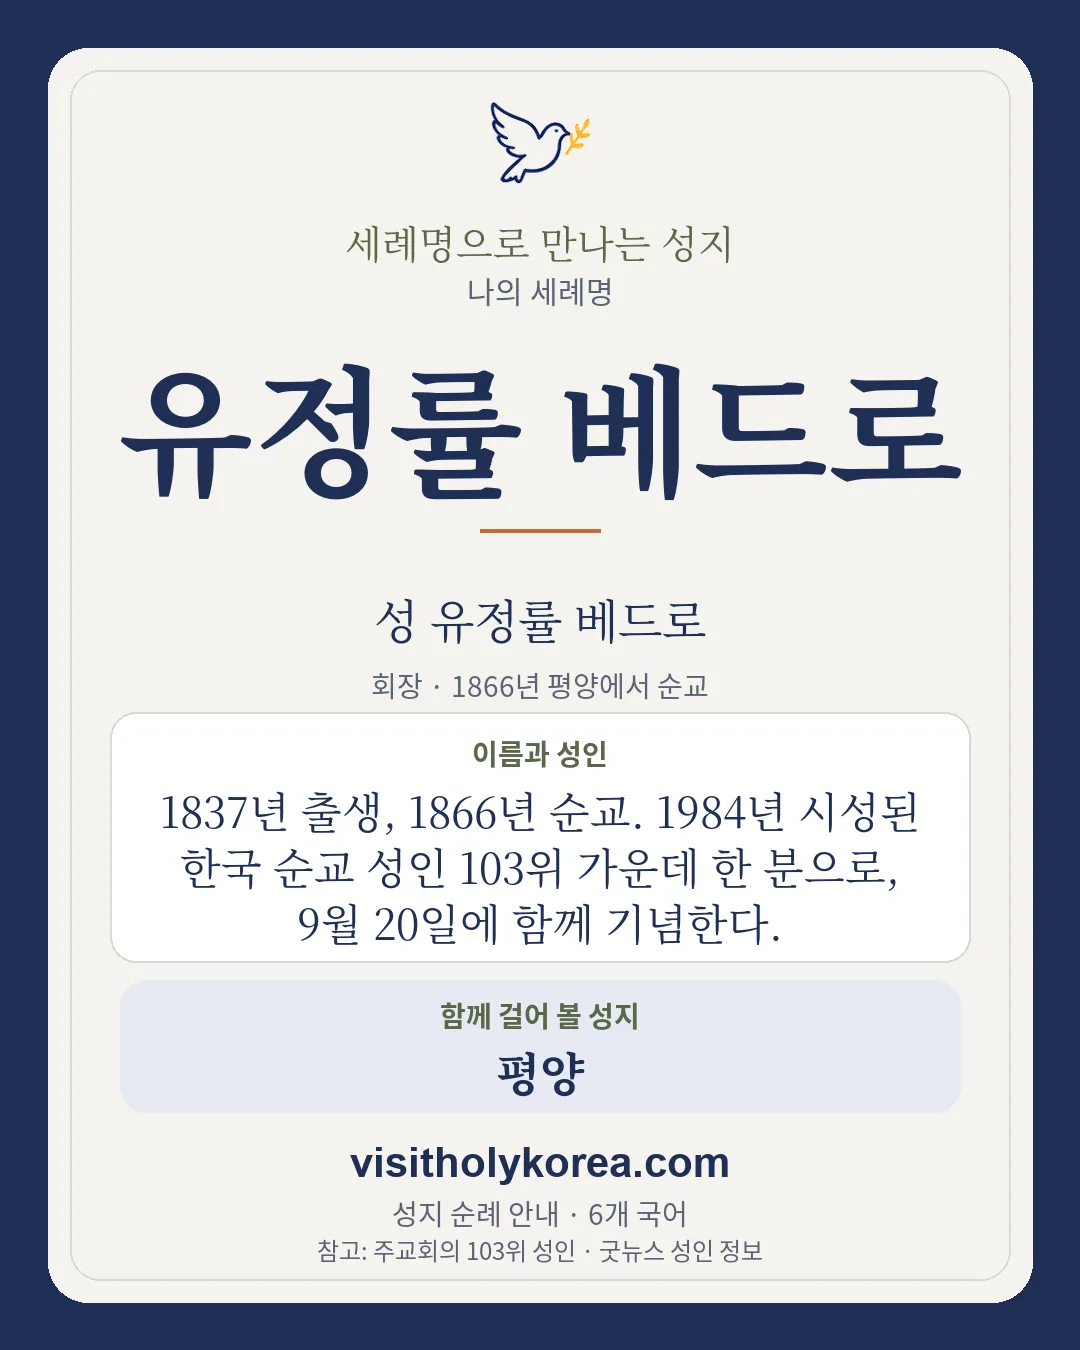 세례명으로 만나는 성지
나의 세례명
유정률 베드로
성 유정률 베드로
회장 · 1866년 평양에서 순교
이름과 성인
1837년 출생, 1866년 순교. 1984년 시성된
한국 순교 성인 103위 가운데 한 분으로,
9월 20일에 함께 기념한다.
함께 걸어 볼 성지
평양
visitholykorea.com
성지 순례 안내 · 6개 국어
참고: 주교회의 103위 성인 · 굿뉴스 성인 정보